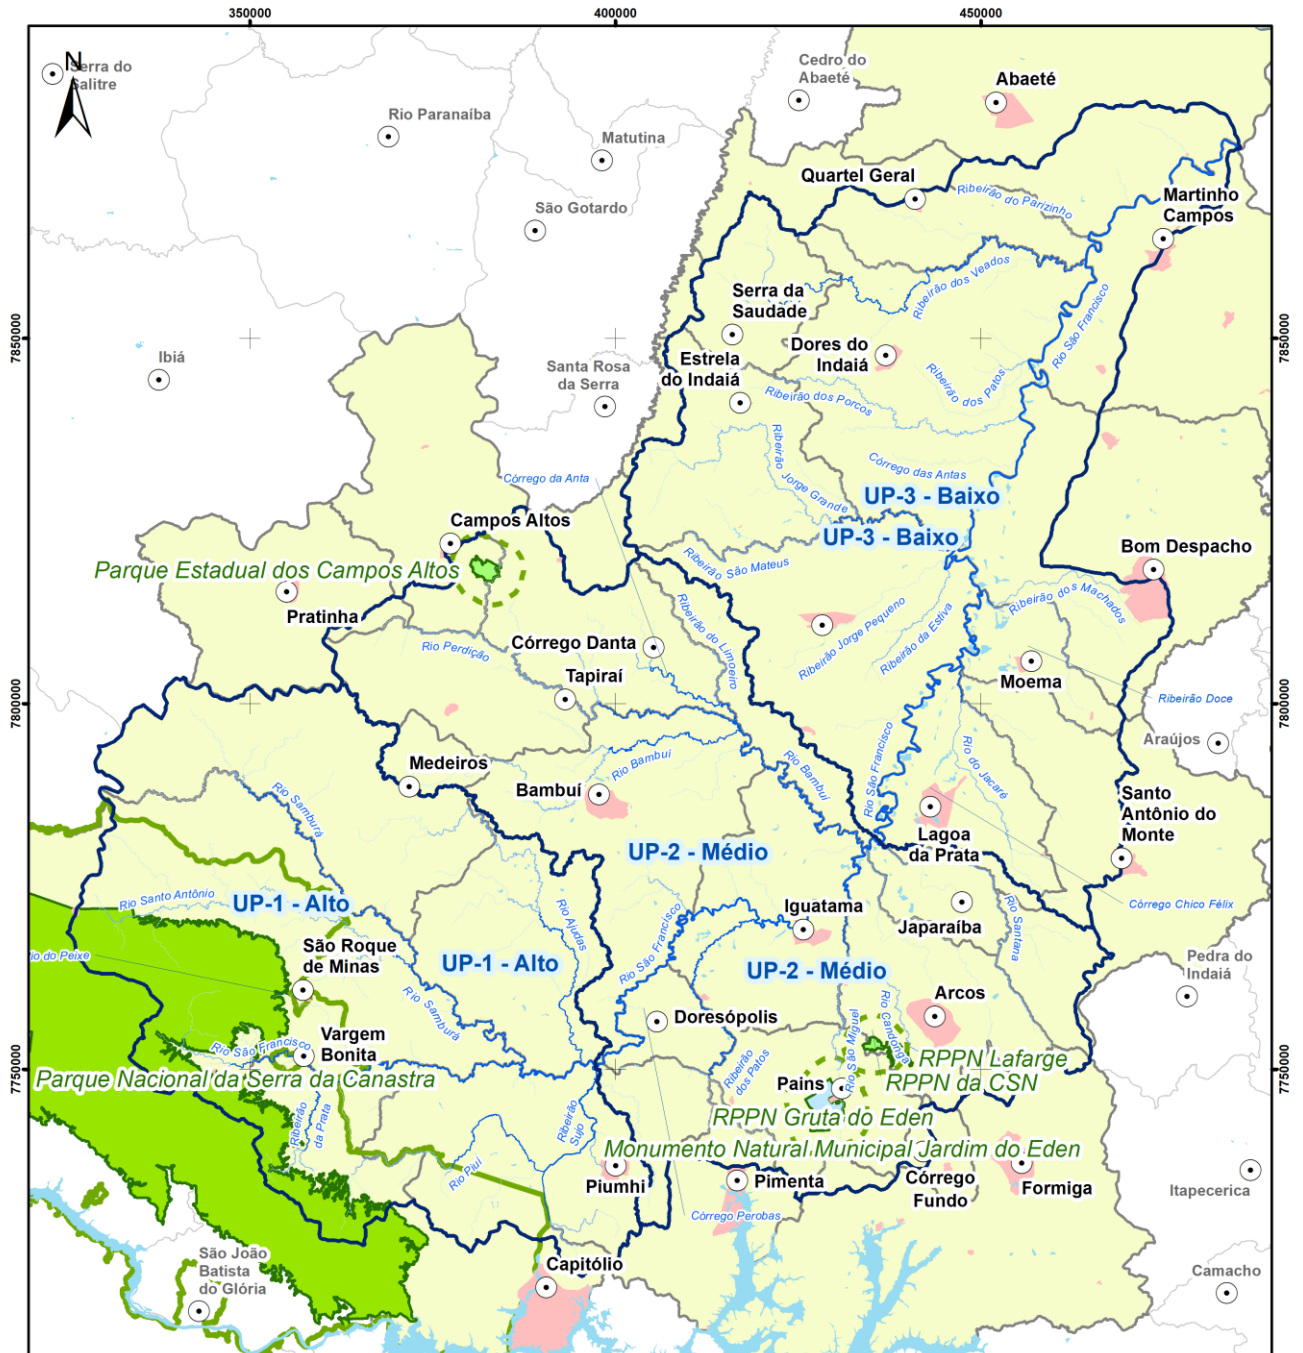 350000
400000
450000
N
Serra do
Salitre
Cedro do
Abaeté
Abaeté
Rio Paranaíba
Matutina
Quartel Geral
Ribeirão do Parizinho
Martinho
Campos
São Gotardo
Ribeirão dos Veados
Serra da
Saudade
Rio São Francisco
7850000
7850000
Ibiá
Dores do
Indaiá
Estrela
do Indaiá
Santa Rosa
da Serra
Ribeirão dos Patos
Ribeirão dos Porcos
Ribeirão Jorge Grande
Córrego das Antas
Córrego da Anta
UP-3 - Baixo
UP-3 - Baixo
Campos Altos
Bom Despacho
Parque Estadual dos Campos Altos
Ribeirão São Mateus
Pratinha
Ribeirão do Limoeiro
Ribeirão Jorge Pequeno
Ribeirão da Estiva
Ribeirão dos Machados
Córrego Danta
Rio Perdição
Tapiraí
Moema
Ribeirão Doce
7800000
7800000
Araújos
Medeiros
Rio Bambuí
Rio Bambuí
Rio São Francisco
Rio do Jacaré
Bambuí
Rio Samburá
Santo
Antônio do
Monte
Lagoa
da Prata
UP-2 - Médio
Rio Santo Antônio
UP-1 - Alto
Rio Ajudas
Iguatama
Japaraíba
Rio Santana
Córrego Chico Félix
São Roque
de Minas
Rio São Francisco
UP-1 - Alto
UP-2 - Médio
Pedra do
Indaiá
io do Peixe
Rio Samburá
Doresópolis
Arcos
Rio São Miguel
Rio Candonga
Vargem
Bonita
Rio São Francisco
RPPN Lafarge
7750000
7750000
Parque Nacional da Serra da Canastra
Ribeirão
dos Patos
Pains
RPPN da CSN
RPPN Gruta do Eden
Ribeirão
da Prata
Ribeirão
Sujo
Monumento Natural Municipal Jardim do Eden
Rio Piuí
Piumhi
Pimenta
Córrego
Fundo
Formiga
Itapecerica
Córrego Perobas
São João
Batista
do Glória
Capitólio
Camacho